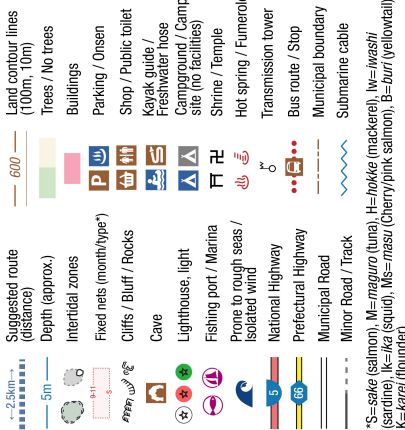 ←2.5km→ Suggested route
(distance)
5m Depth (approx.)
Intertidal zones
9-11 S Fixed nets (month/type*)
Cliffs / Bluff / Rocks
Cave
Lighthouse, light
Fishing port / Marina
Prone to rough seas /
Isolated wind
5 National Highway
66 Prefectural Highway
Municipal Road
Minor Road / Track
600 Land contour lines
(100m, 10m)
Trees / No trees
Buildings
P Parking / Onsen
Shop / Public toilet
Kayak guide /
Freshwater hose
Campground / Camp
site (no facilities)
Shrine / Temple
Hot spring / Fumerole
Transmission tower
Bus route / Stop
Municipal boundary
Submarine cable
*S=sake (salmon), M=maguro (tuna), H=hokke (mackerel), Iw=iwashi
(sardine), Ik=ika (squid), Ms=masu (Cherry/pink salmon), B=buri (yellowtail)
K=karei (flounder)